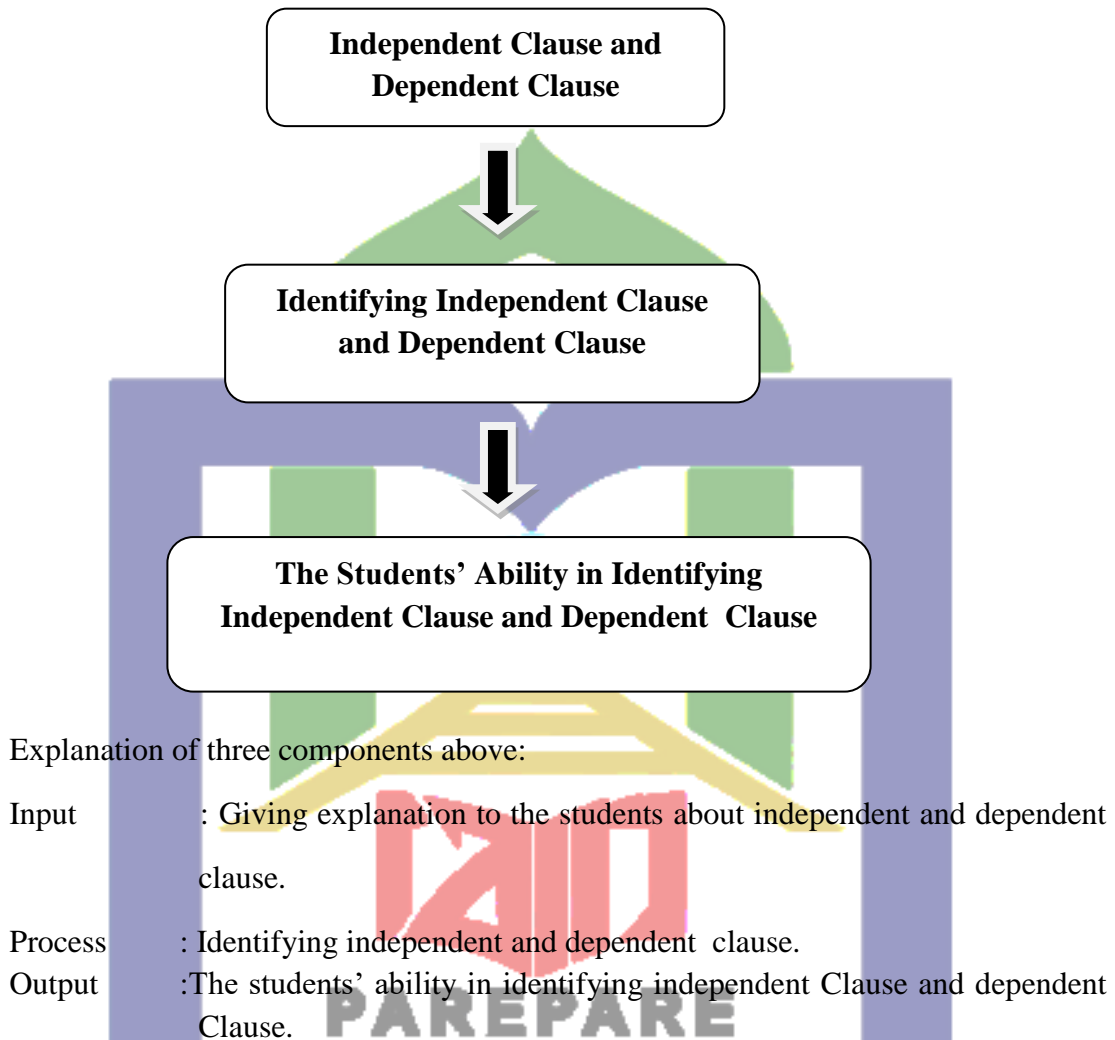 Independent Clause and
Dependent Clause
Identifying Independent Clause
and Dependent Clause
The Students’ Ability in Identifying
Independent Clause and Dependent Clause
Explanation of three components above:
Input : Giving explanation to the students about independent and dependent
clause.
Process : Identifying independent and dependent clause.
Output :The students’ ability in identifying independent Clause and dependent
Clause.
PAREPARE